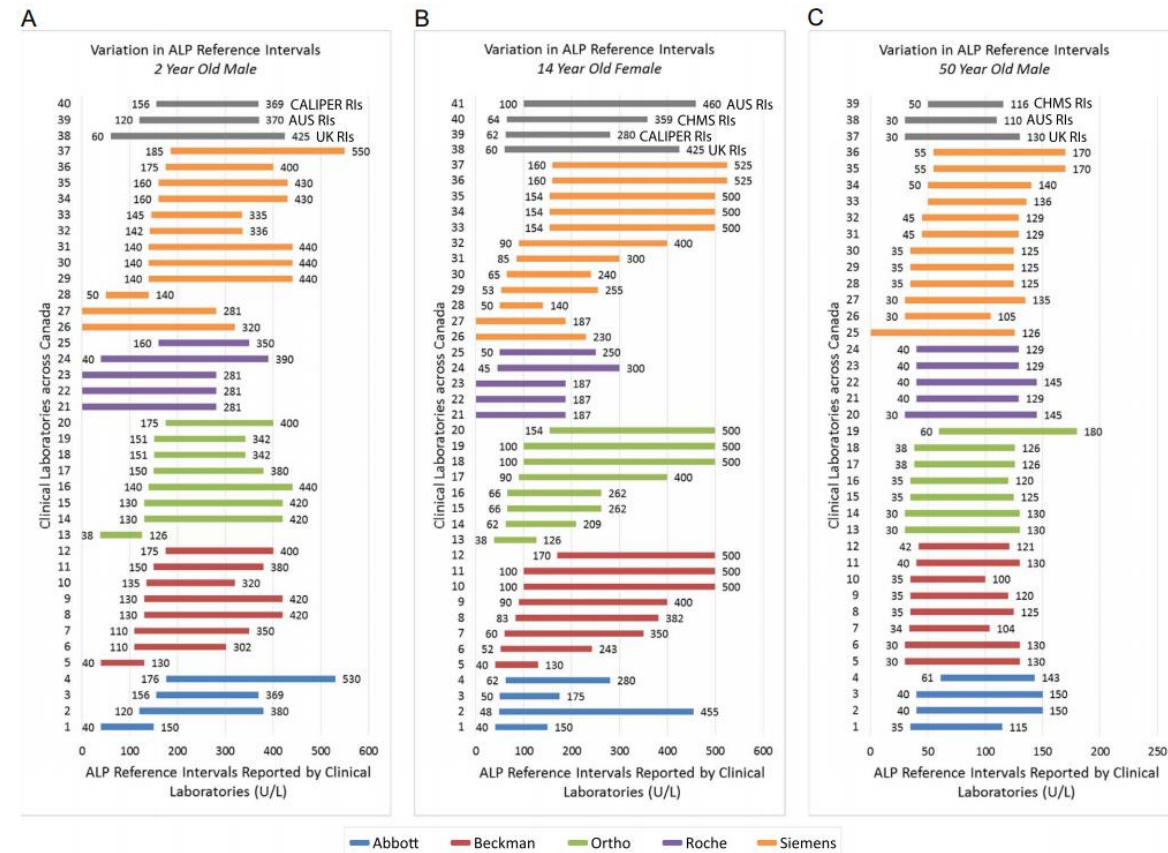 A
Variation in ALP Reference Intervals
2 Year Old Male
Clinical Laboratories across Canada
40 156 369 CALIPER RIs
39 120 370 AUS RIs
38 60 425 UK RIs
37 185 550
36 175 400
35 160 430
34 160 430
33 145 335
32 142 336
31 140 440
30 140 440
29 140 440
28 50 140
27 281
26 320
25 160 350
24 40 390
23 281
22 281
21 281
20 175 400
19 151 342
18 151 342
17 150 380
16 140 440
15 130 420
14 130 420
13 38 126
12 175 400
11 150 380
10 135 320
9 130 420
8 130 420
7 110 350
6 110 302
5 40 130
4 176 530
3 156 369
2 120 380
1 40 150
0 100 200 300 400 500 600
ALP Reference Intervals Reported by Clinical
Laboratories (U/L)
B
Variation in ALP Reference Intervals
14 Year Old Female
Clinical Laboratories across Canada
41 100 460 AUS RIs
40 64 359 CHMS RIs
39 62 280 CALIPER RIs
38 60 425 UK RIs
37 160 525
36 160 525
35 154 500
34 154 500
33 154 500
32 90 400
31 85 300
30 65 240
29 53 255
28 50 140
27 187
26 230
25 50 250
24 45 300
23 187
22 187
21 187
20 154 500
19 100 500
18 100 500
17 90 400
16 66 262
15 66 262
14 62 209
13 38 126
12 170 500
11 100 500
10 100 500
9 90 400
8 83 382
7 60 350
6 52 243
5 40 130
4 62 280
3 50 175
2 48 455
1 40 150
0 100 200 300 400 500 600
ALP Reference Intervals Reported by Clinical
Laboratories (U/L)
C
Variation in ALP Reference Intervals
50 Year Old Male
Clinical Laboratories across Canada
39 50 116 CHMS RIs
38 30 110 AUS RIs
37 30 130 UK RIs
36 55 170
35 55 170
34 50 140
33 136
32 45 129
31 45 129
30 35 125
29 35 125
28 35 125
27 30 135
26 30 105
25 126
24 40 129
23 40 129
22 40 145
21 40 129
20 30 145
19 60 180
18 38 126
17 38 126
16 35 120
15 35 125
14 30 130
13 30 130
12 42 121
11 40 130
10 35 100
9 35 120
8 35 125
7 34 104
6 30 130
5 30 130
4 61 143
3 40 150
2 40 150
1 35 115
0 50 100 150 200 250
ALP Reference Intervals Reported by Clinical
Laboratories (U/L)
Abbott Beckman Ortho Roche Siemens